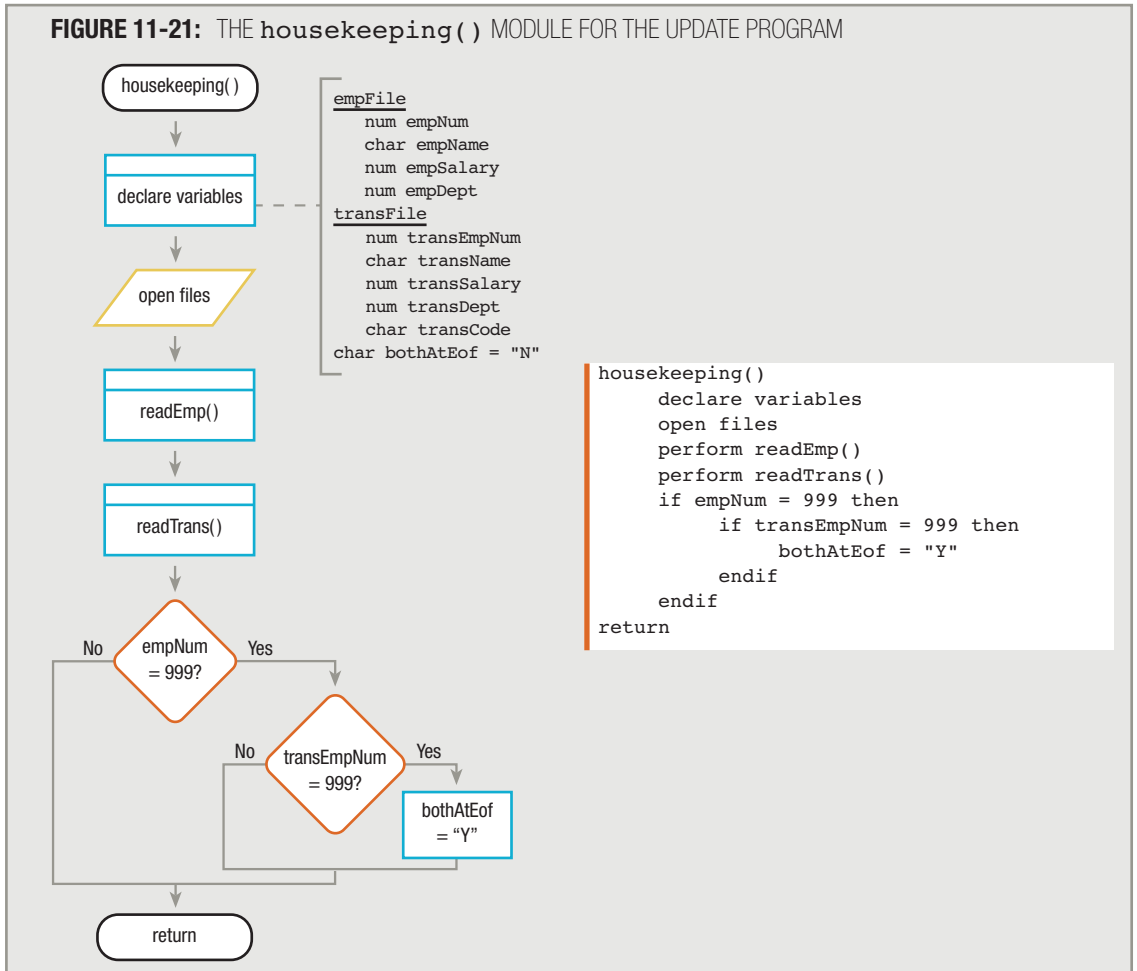 FIGURE 11-21: THE housekeeping() MODULE FOR THE UPDATE PROGRAM
housekeeping( )
declare variables
open files
readEmp( )
readTrans( )
empNum
= 999?
No
Yes
transEmpNum
= 999?
No
Yes
bothAtEof
= “Y”
return
empFile
num empNum
char empName
num empSalary
num empDept
transFile
num transEmpNum
char transName
num transSalary
num transDept
char transCode
char bothAtEof = "N"
housekeeping()
declare variables
open files
perform readEmp()
perform readTrans()
if empNum = 999 then
if transEmpNum = 999 then
bothAtEof = "Y"
endif
endif
return